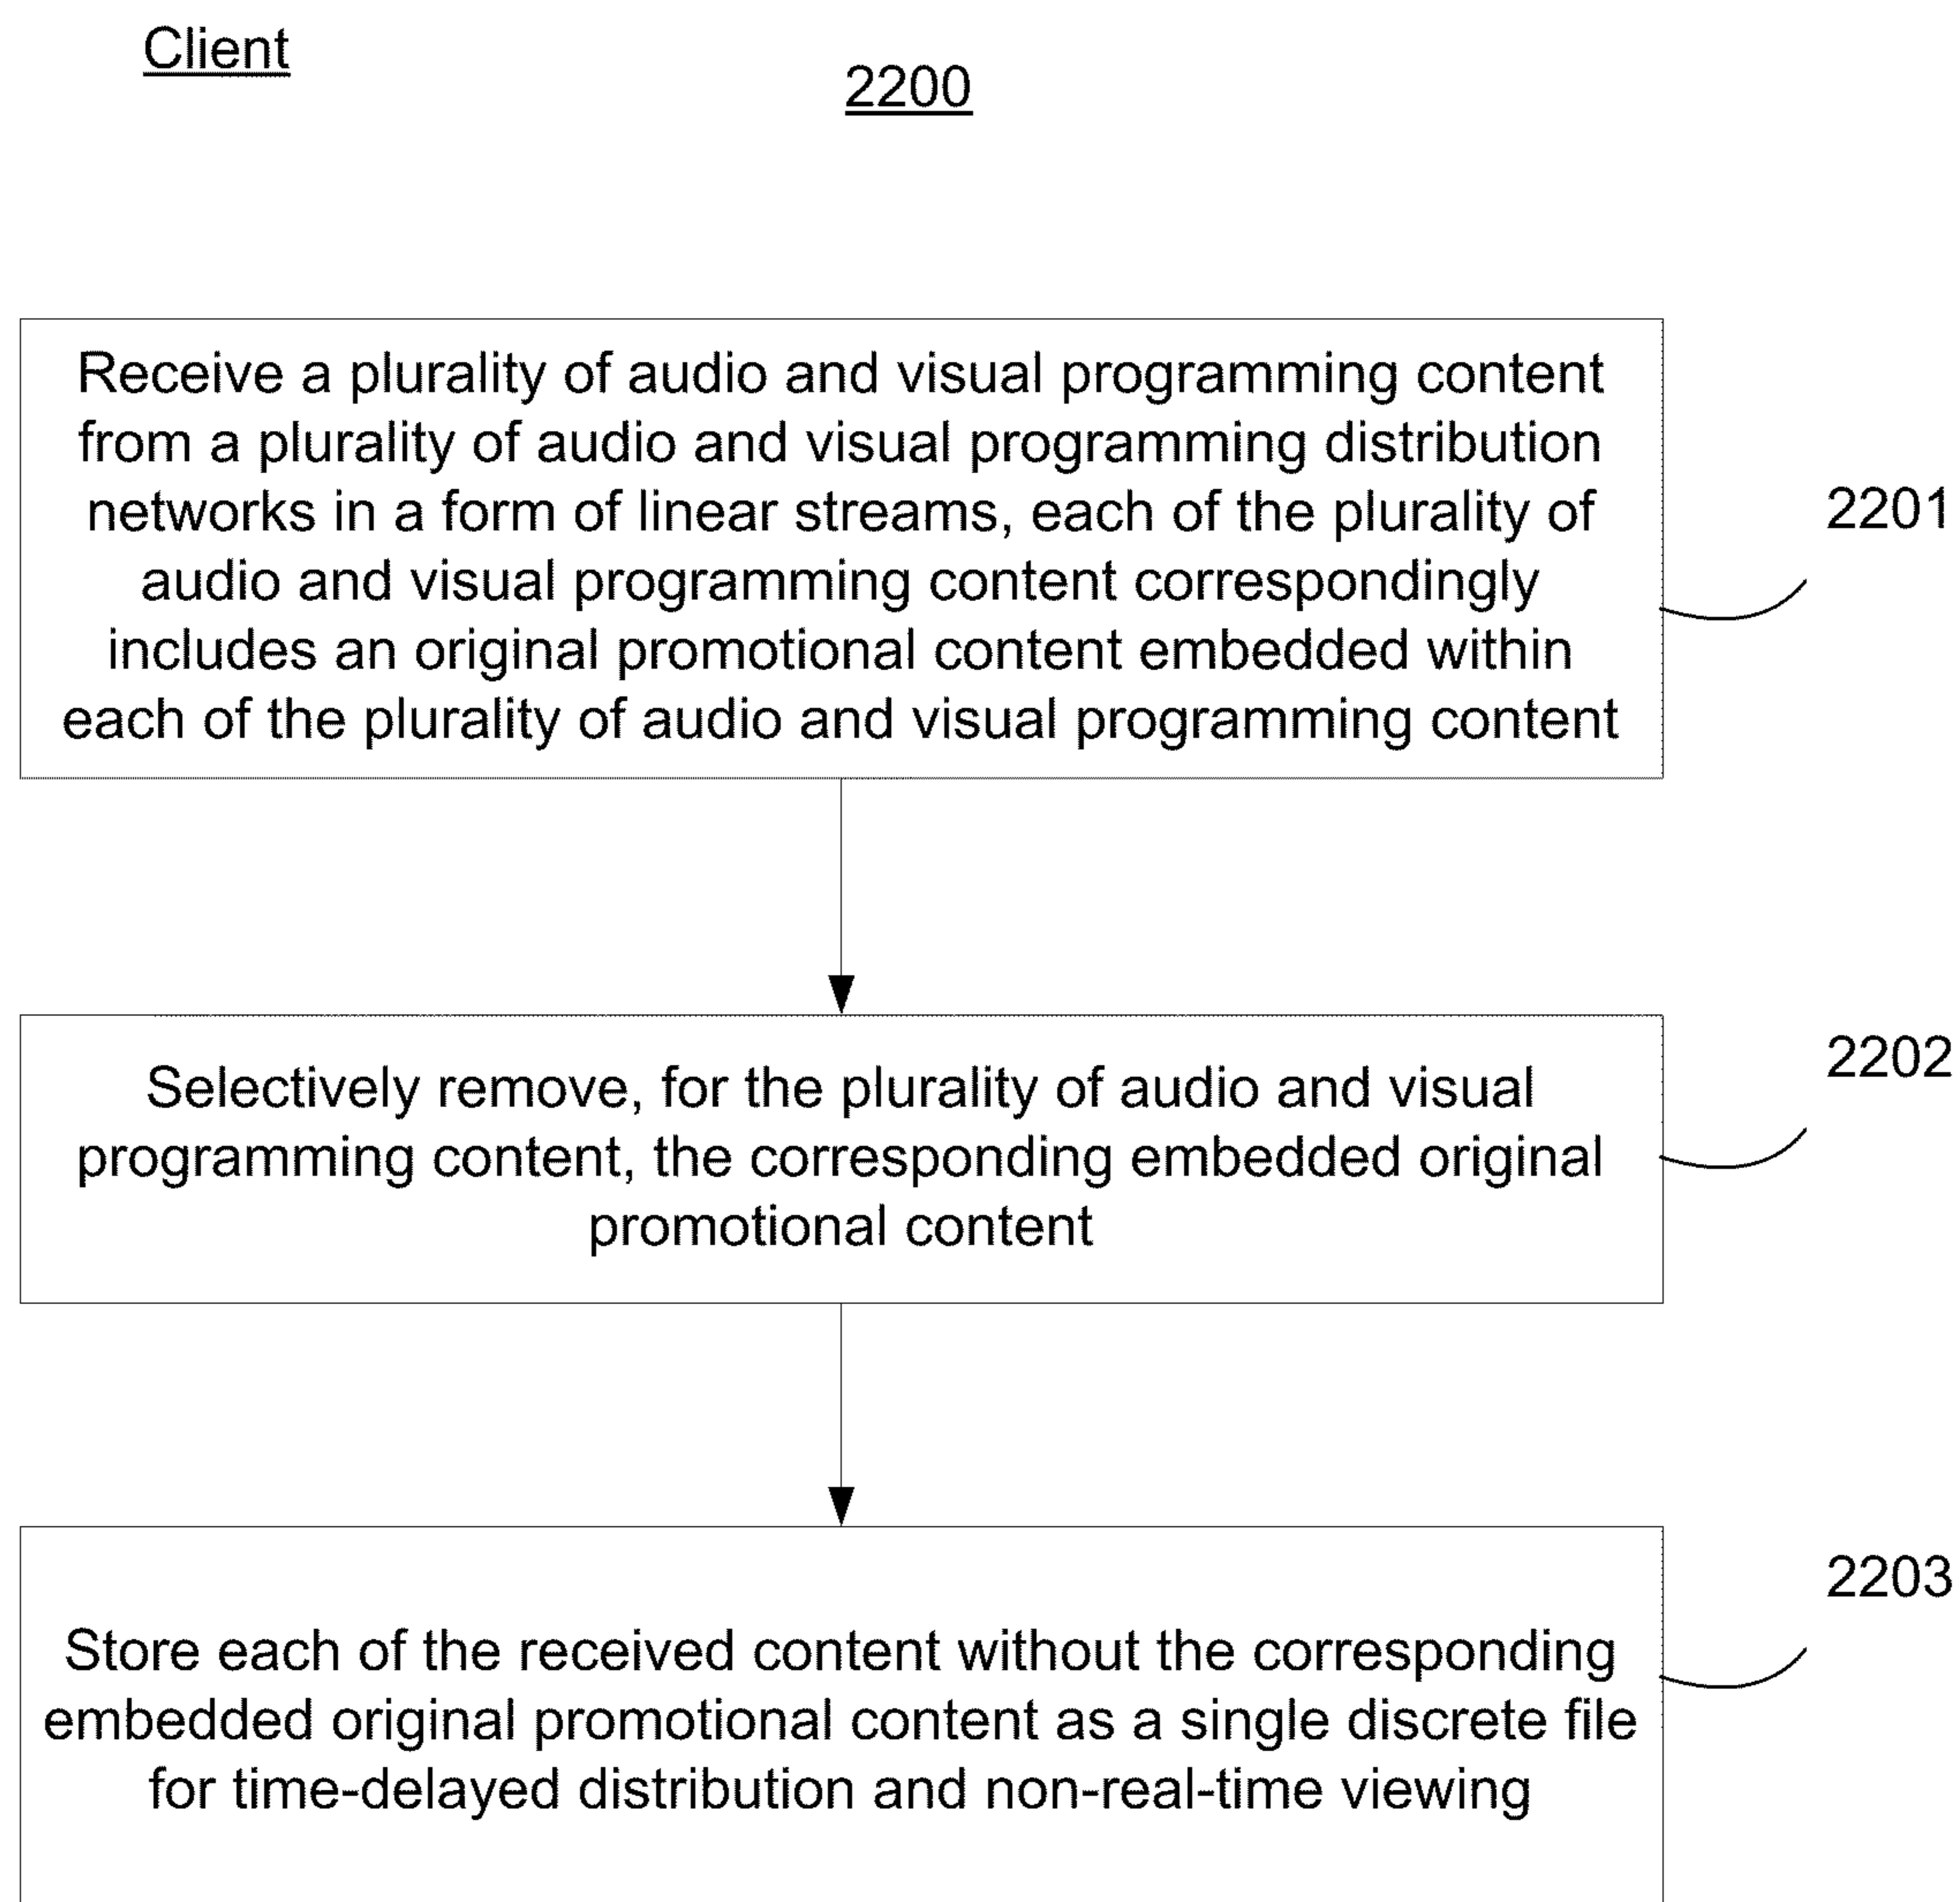 Client
2200
Receive a plurality of audio and visual programming content
from a plurality of audio and visual programming distribution
networks in a form of linear streams, each of the plurality of
audio and visual programming content correspondingly
includes an original promotional content embedded within
each of the plurality of audio and visual programming content
2201
Selectively remove, for the plurality of audio and visual
programming content, the corresponding embedded original
promotional content
2202
Store each of the received content without the corresponding
embedded original promotional content as a single discrete file
for time-delayed distribution and non-real-time viewing
2203